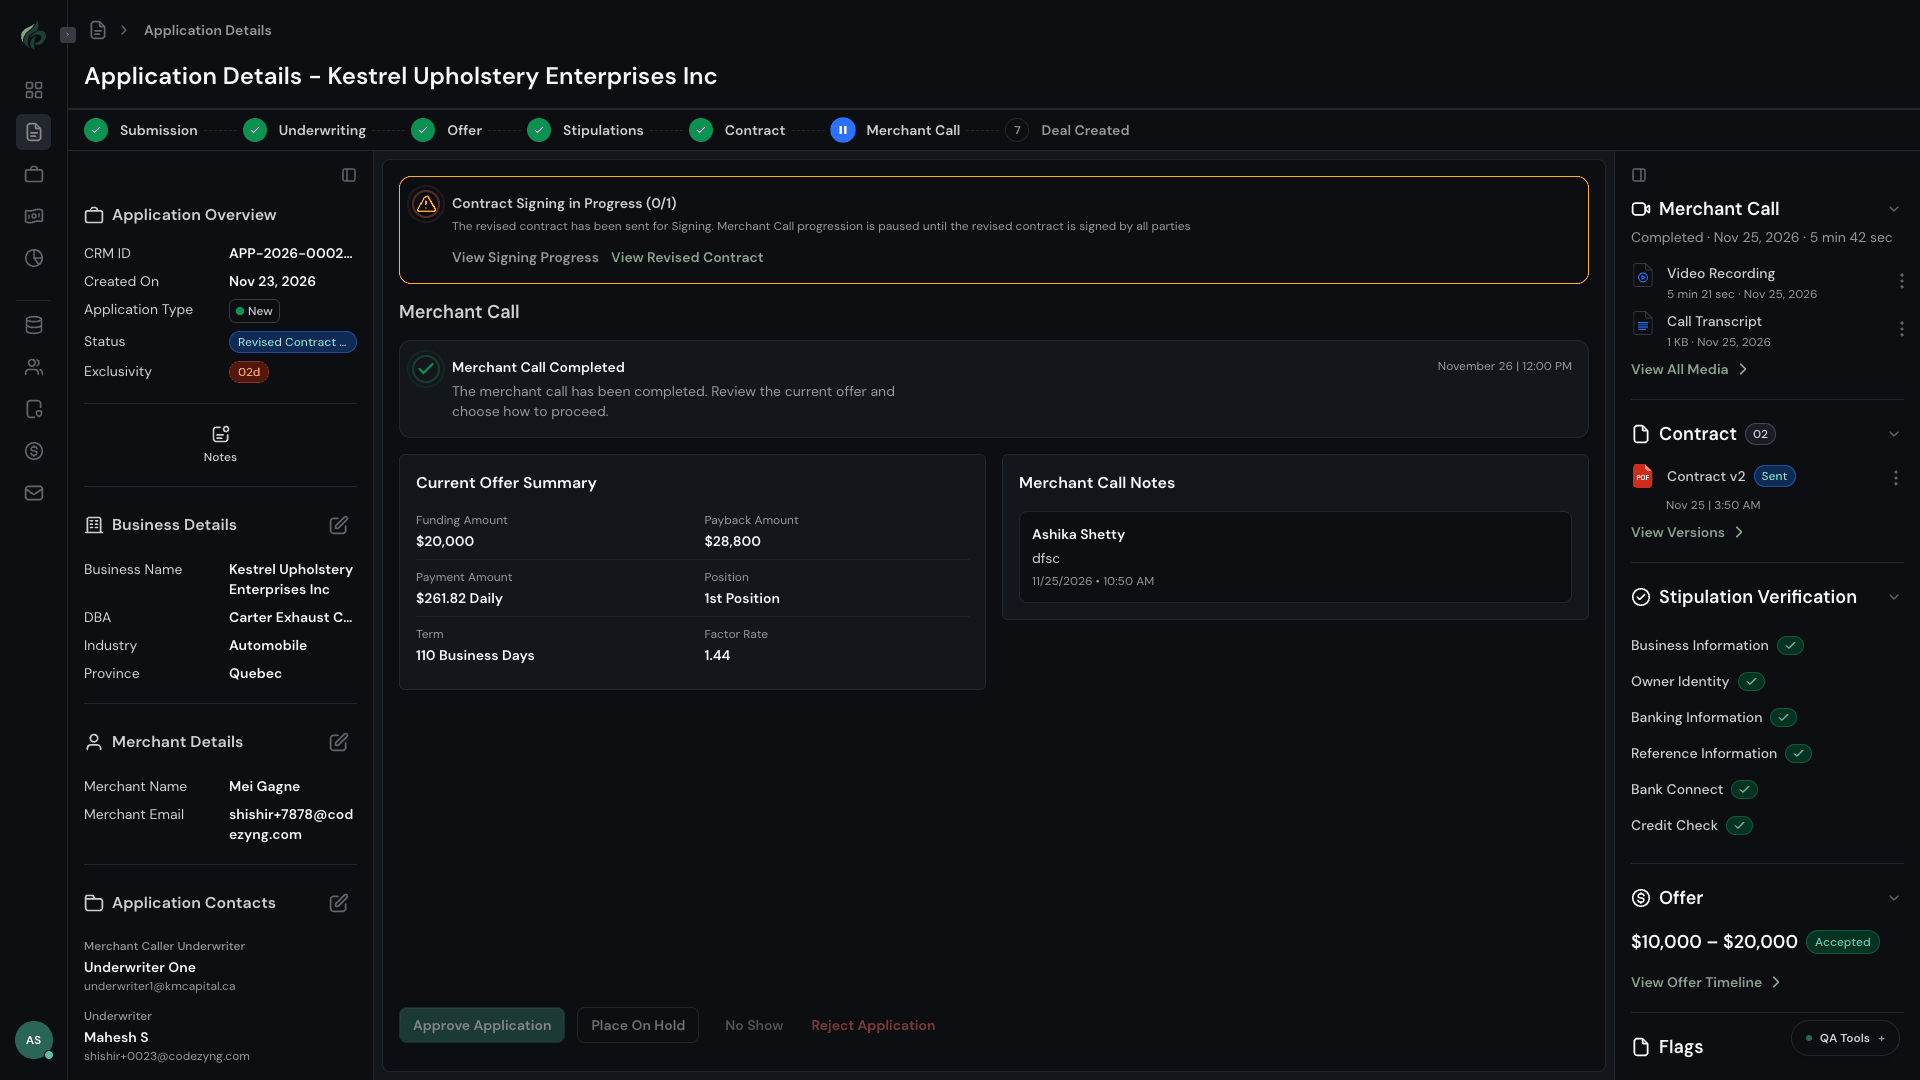 Application Details
Application Details – Kestrel Upholstery Enterprises Inc
Submission
Underwriting
Offer
Stipulations
Contract
Merchant Call
7
Deal Created
Application Overview
CRM ID
APP-2026-0002...
Created On
Nov 23, 2026
Application Type
New
Status
Revised Contract ...
Exclusivity
02d
Notes
Business Details
Business Name
Kestrel Upholstery
Enterprises Inc
DBA
Carter Exhaust C...
Industry
Automobile
Province
Quebec
Merchant Details
Merchant Name
Mei Gagne
Merchant Email
shishir+7878@cod
ezyng.com
Application Contacts
Merchant Caller Underwriter
Underwriter One
underwriter1@kmcapital.ca
Underwriter
Mahesh S
shishir+0023@codezyng.com
AS
Contract Signing in Progress (0/1)
The revised contract has been sent for Signing. Merchant Call progression is paused until the revised contract is signed by all parties
View Signing Progress
View Revised Contract
Merchant Call
Merchant Call Completed
November 26 | 12:00 PM
The merchant call has been completed. Review the current offer and
choose how to proceed.
Current Offer Summary
Funding Amount
$20,000
Payback Amount
$28,800
Payment Amount
$261.82 Daily
Position
1st Position
Term
110 Business Days
Factor Rate
1.44
Merchant Call Notes
Ashika Shetty
dfsc
11/25/2026 • 10:50 AM
Approve Application
Place On Hold
No Show
Reject Application
Merchant Call
Completed · Nov 25, 2026 · 5 min 42 sec
Video Recording
5 min 21 sec · Nov 25, 2026
Call Transcript
1 KB · Nov 25, 2026
View All Media
Contract
02
PDF
Contract v2
Sent
Nov 25 | 3:50 AM
View Versions
Stipulation Verification
Business Information
Owner Identity
Banking Information
Reference Information
Bank Connect
Credit Check
Offer
$10,000 – $20,000
Accepted
View Offer Timeline
Flags
QA Tools +